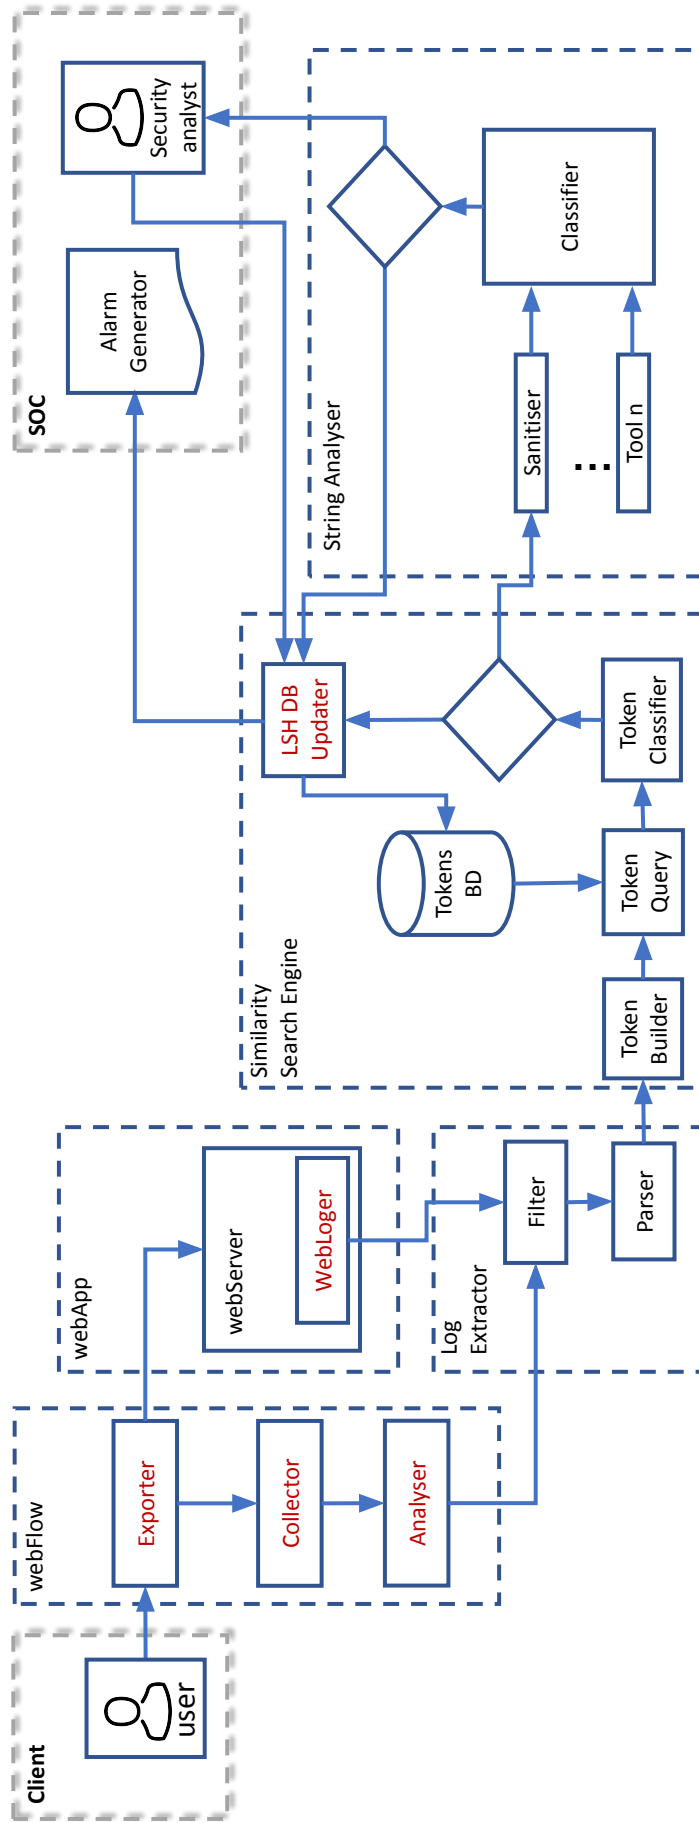 Client
user
webFlow
Exporter
Collector
Analyser
webApp
webServer
WebLoger
Log
Extractor
Filter
Parser
Similarity
Search Engine
Token
Builder
Token
Query
Token
Classifier
Tokens
BD
LSH DB
Updater
String Analyser
Sanitiser
...
Tool n
Classifier
SOC
Alarm
Generator
Security
analyst